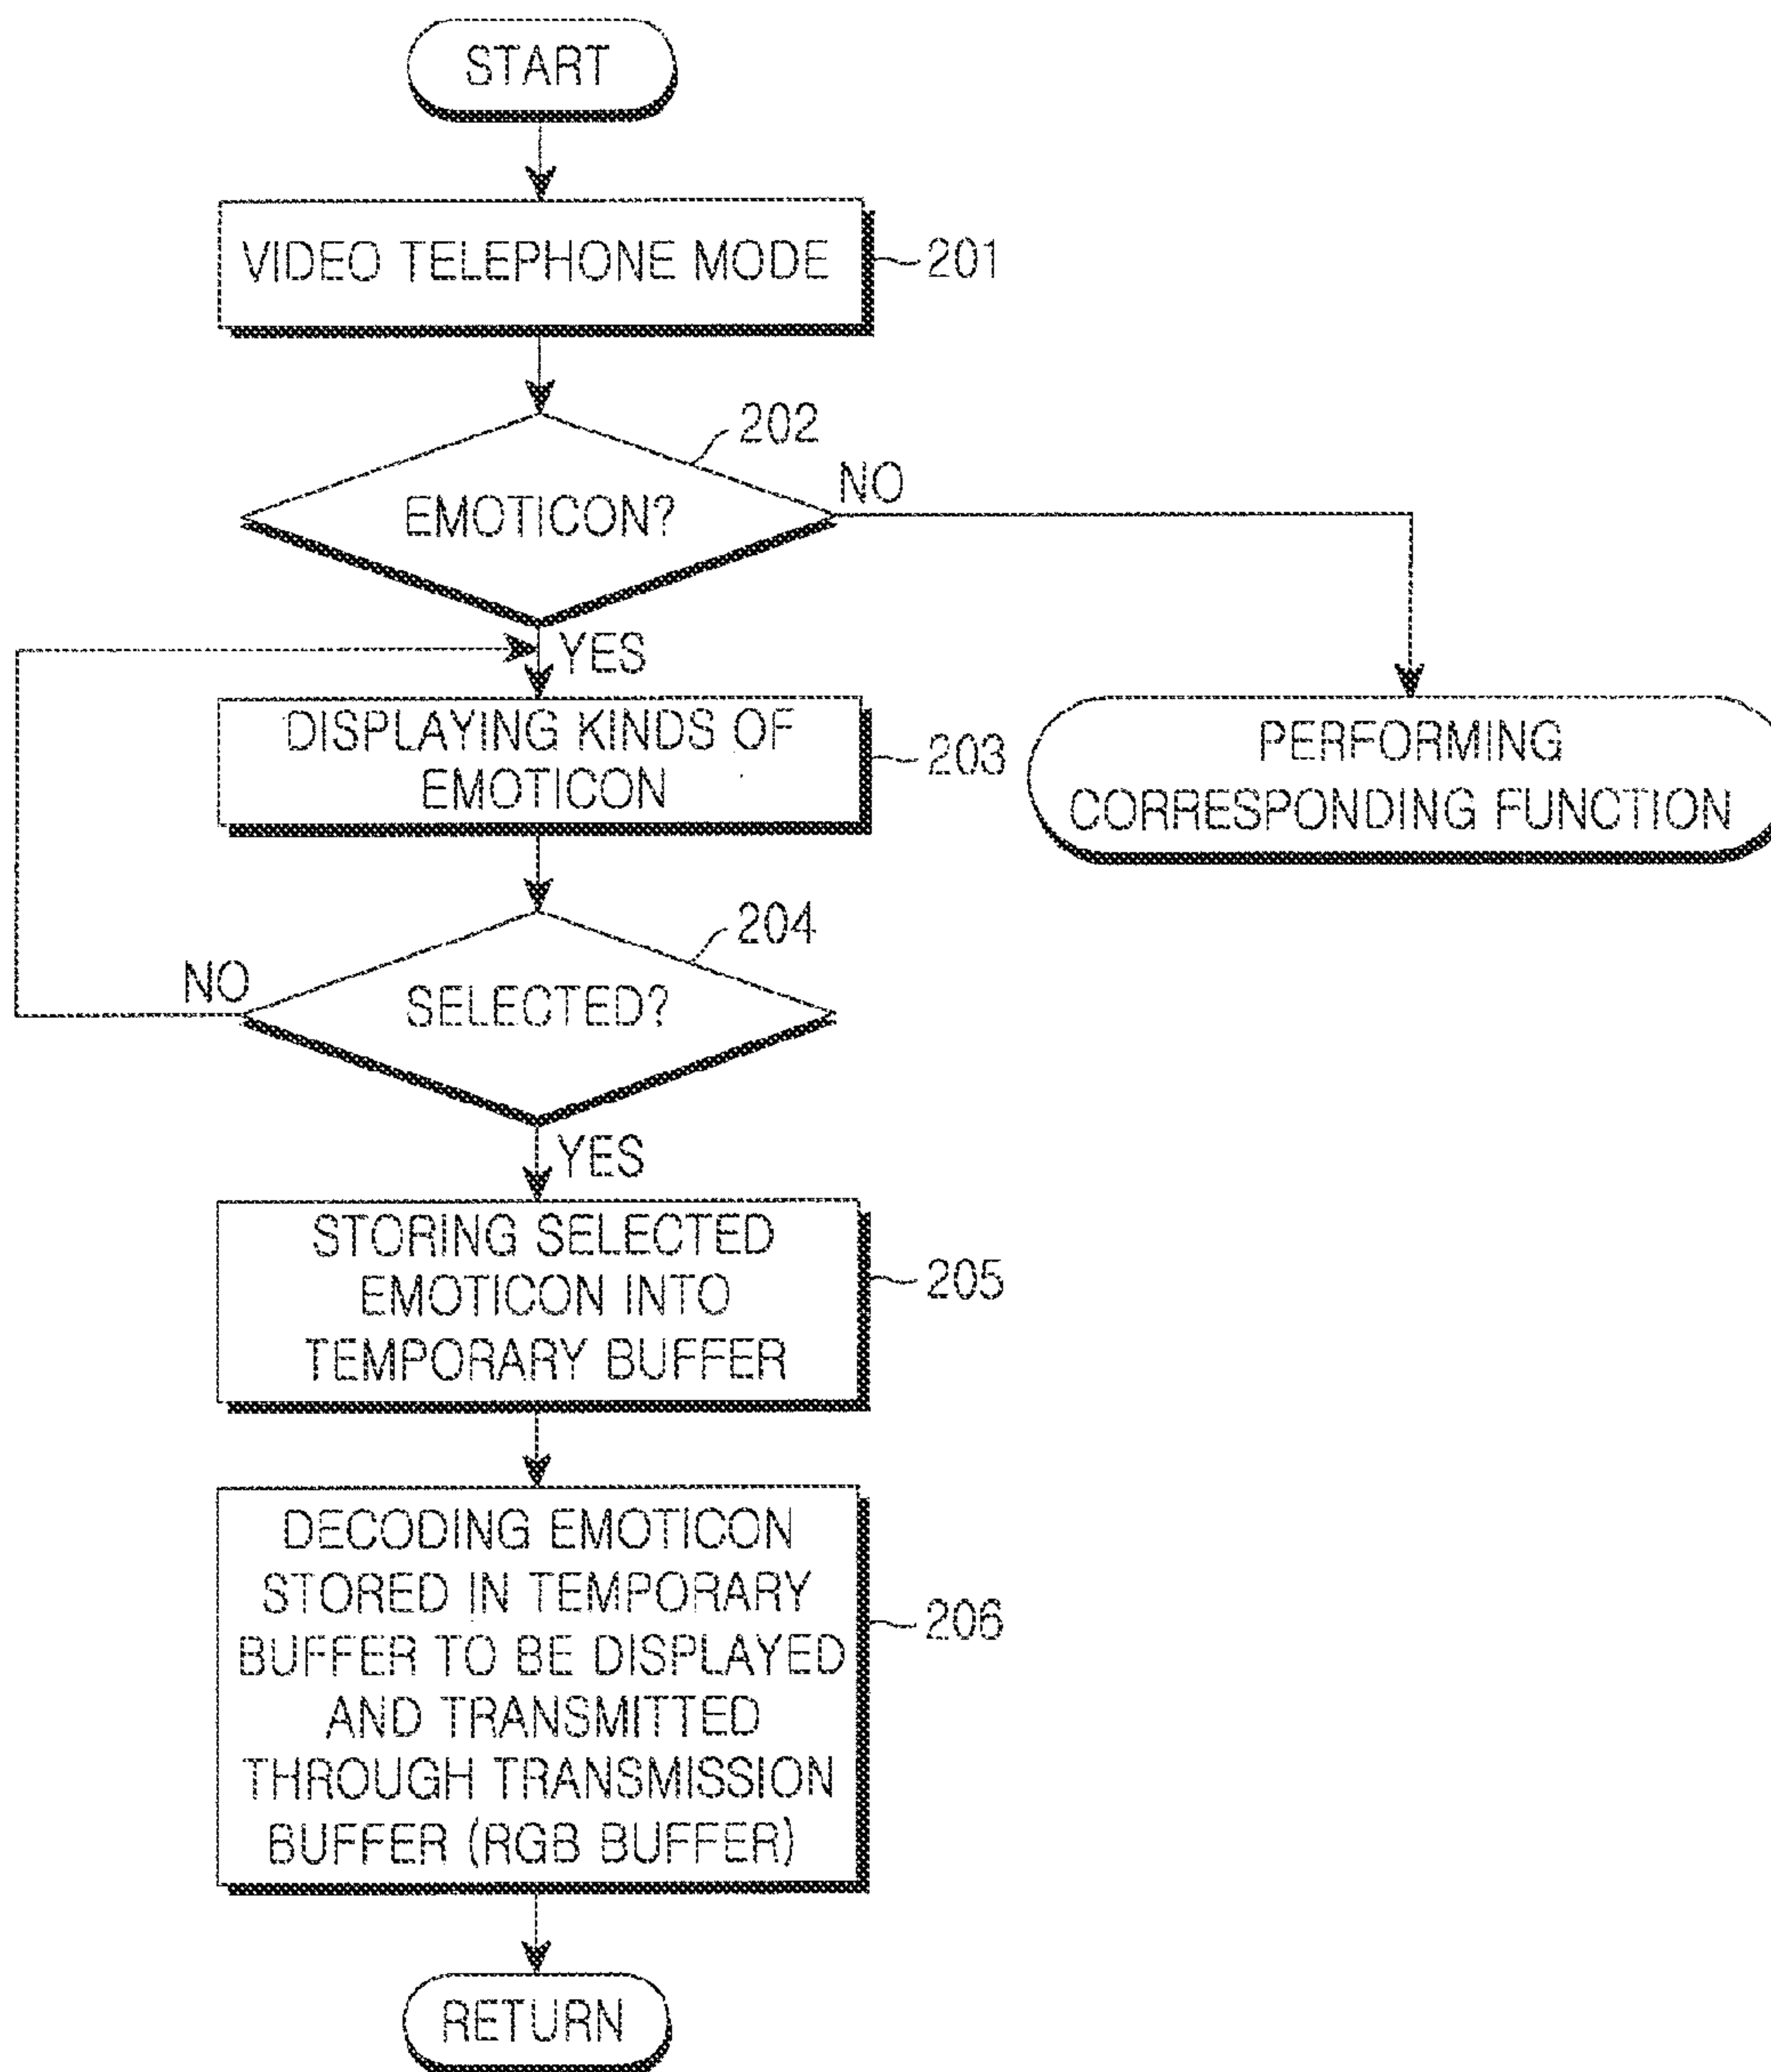 START
VIDEO TELEPHONE MODE
201
202
EMOTICON?
NO
YES
DISPLAYING KINDS OF
EMOTICON
203
PERFORMING
CORRESPONDING FUNCTION
204
NO
SELECTED?
YES
STORING SELECTED
EMOTICON INTO
TEMPORARY BUFFER
205
DECODING EMOTICON
STORED IN TEMPORARY
BUFFER TO BE DISPLAYED
AND TRANSMITTED
THROUGH TRANSMISSION
BUFFER (RGB BUFFER)
206
RETURN